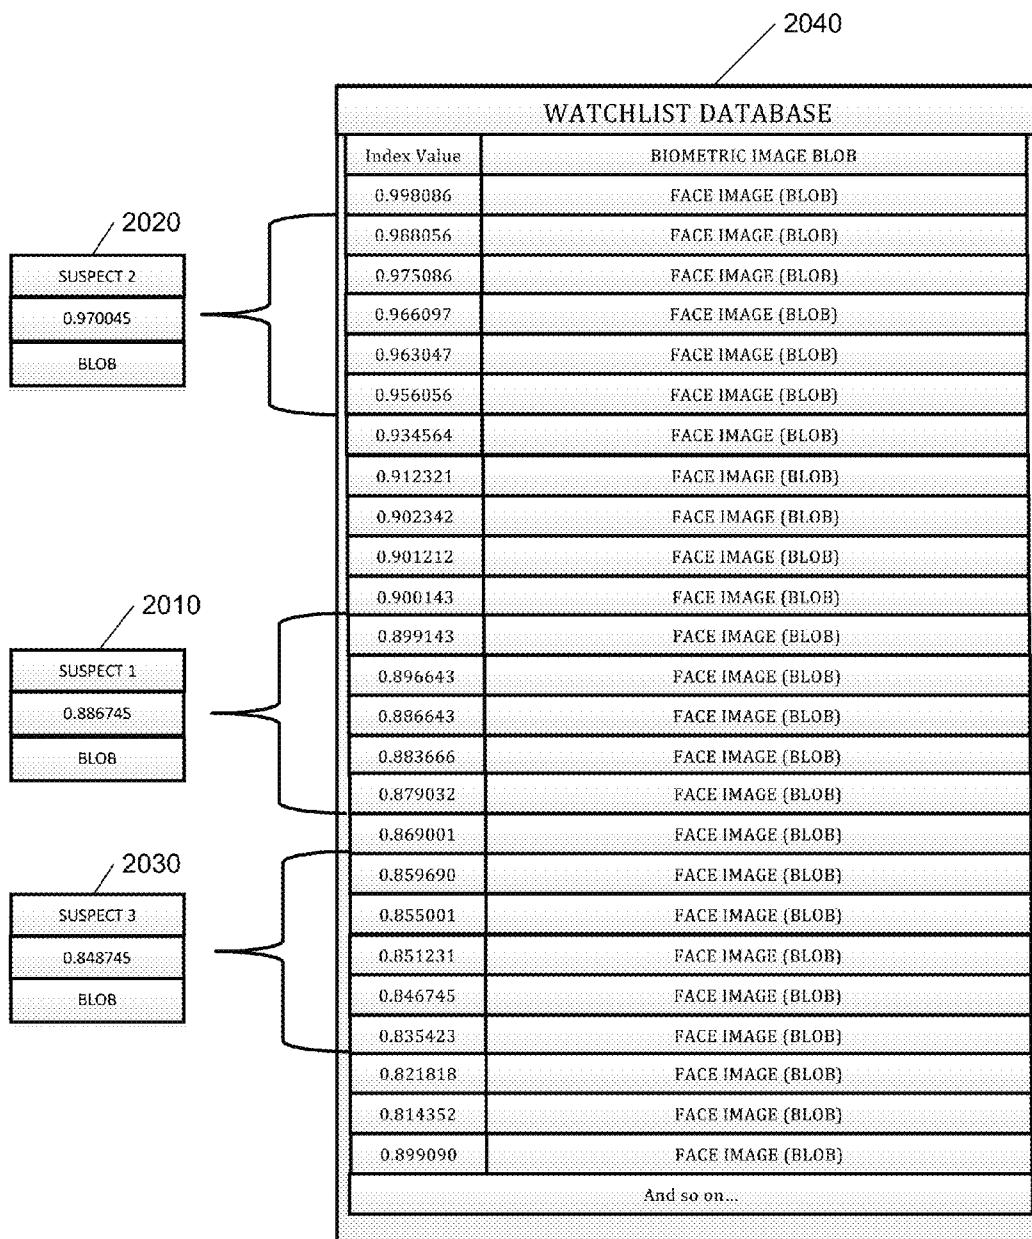 2040
WATCHLIST DATABASE
Index Value BIOMETRIC IMAGE BLOB
0.998086 FACE IMAGE (BLOB)
0.988056 FACE IMAGE (BLOB)
0.975086 FACE IMAGE (BLOB)
0.966097 FACE IMAGE (BLOB)
0.963047 FACE IMAGE (BLOB)
0.956056 FACE IMAGE (BLOB)
0.934564 FACE IMAGE (BLOB)
0.912321 FACE IMAGE (BLOB)
0.902342 FACE IMAGE (BLOB)
0.901212 FACE IMAGE (BLOB)
0.900143 FACE IMAGE (BLOB)
0.899143 FACE IMAGE (BLOB)
0.896643 FACE IMAGE (BLOB)
0.886643 FACE IMAGE (BLOB)
0.883666 FACE IMAGE (BLOB)
0.879032 FACE IMAGE (BLOB)
0.869001 FACE IMAGE (BLOB)
0.859690 FACE IMAGE (BLOB)
0.855001 FACE IMAGE (BLOB)
0.851231 FACE IMAGE (BLOB)
0.846745 FACE IMAGE (BLOB)
0.835423 FACE IMAGE (BLOB)
0.821818 FACE IMAGE (BLOB)
0.814352 FACE IMAGE (BLOB)
0.899090 FACE IMAGE (BLOB)
And so on...
2020
SUSPECT 2
0.970045
BLOB
2010
SUSPECT 1
0.886745
BLOB
2030
SUSPECT 3
0.848745
BLOB